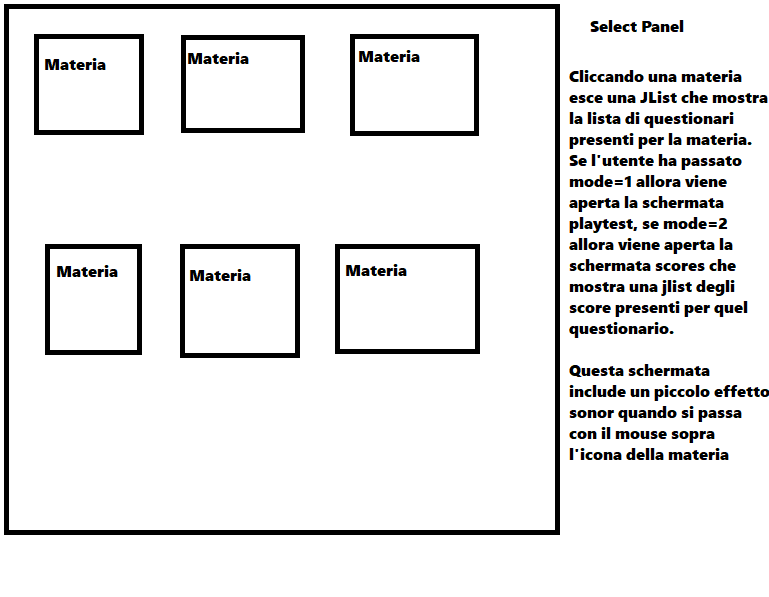 Materia
Materia
Materia
Materia
Materia
Materia
Select Panel
Cliccando una materia
esce una JList che mostra
la lista di questionari
presenti per la materia.
Se l'utente ha passato
mode=1 allora viene
aperta la schermata
playtest, se mode=2
allora viene aperta la
schermata scores che
mostra una jlist degli
score presenti per quel
questionario.
Questa schermata
include un piccolo effetto
sonor quando si passa
con il mouse sopra
l'icona della materia